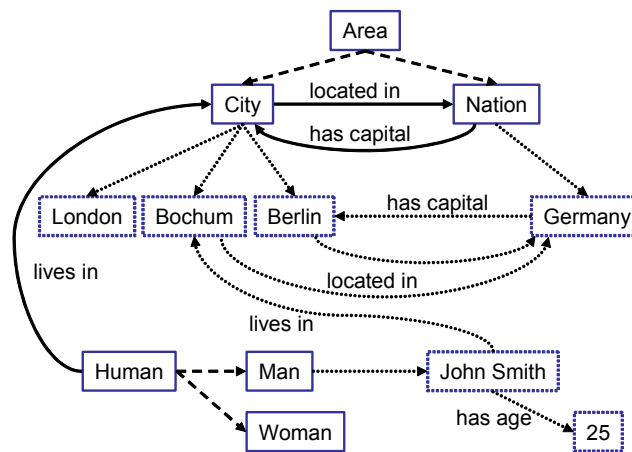 Area
located in
City
Nation
has capital
London
Bochum
Berlin
has capital
Germany
located in
lives in
lives in
Human
Man
John Smith
has age
Woman
25